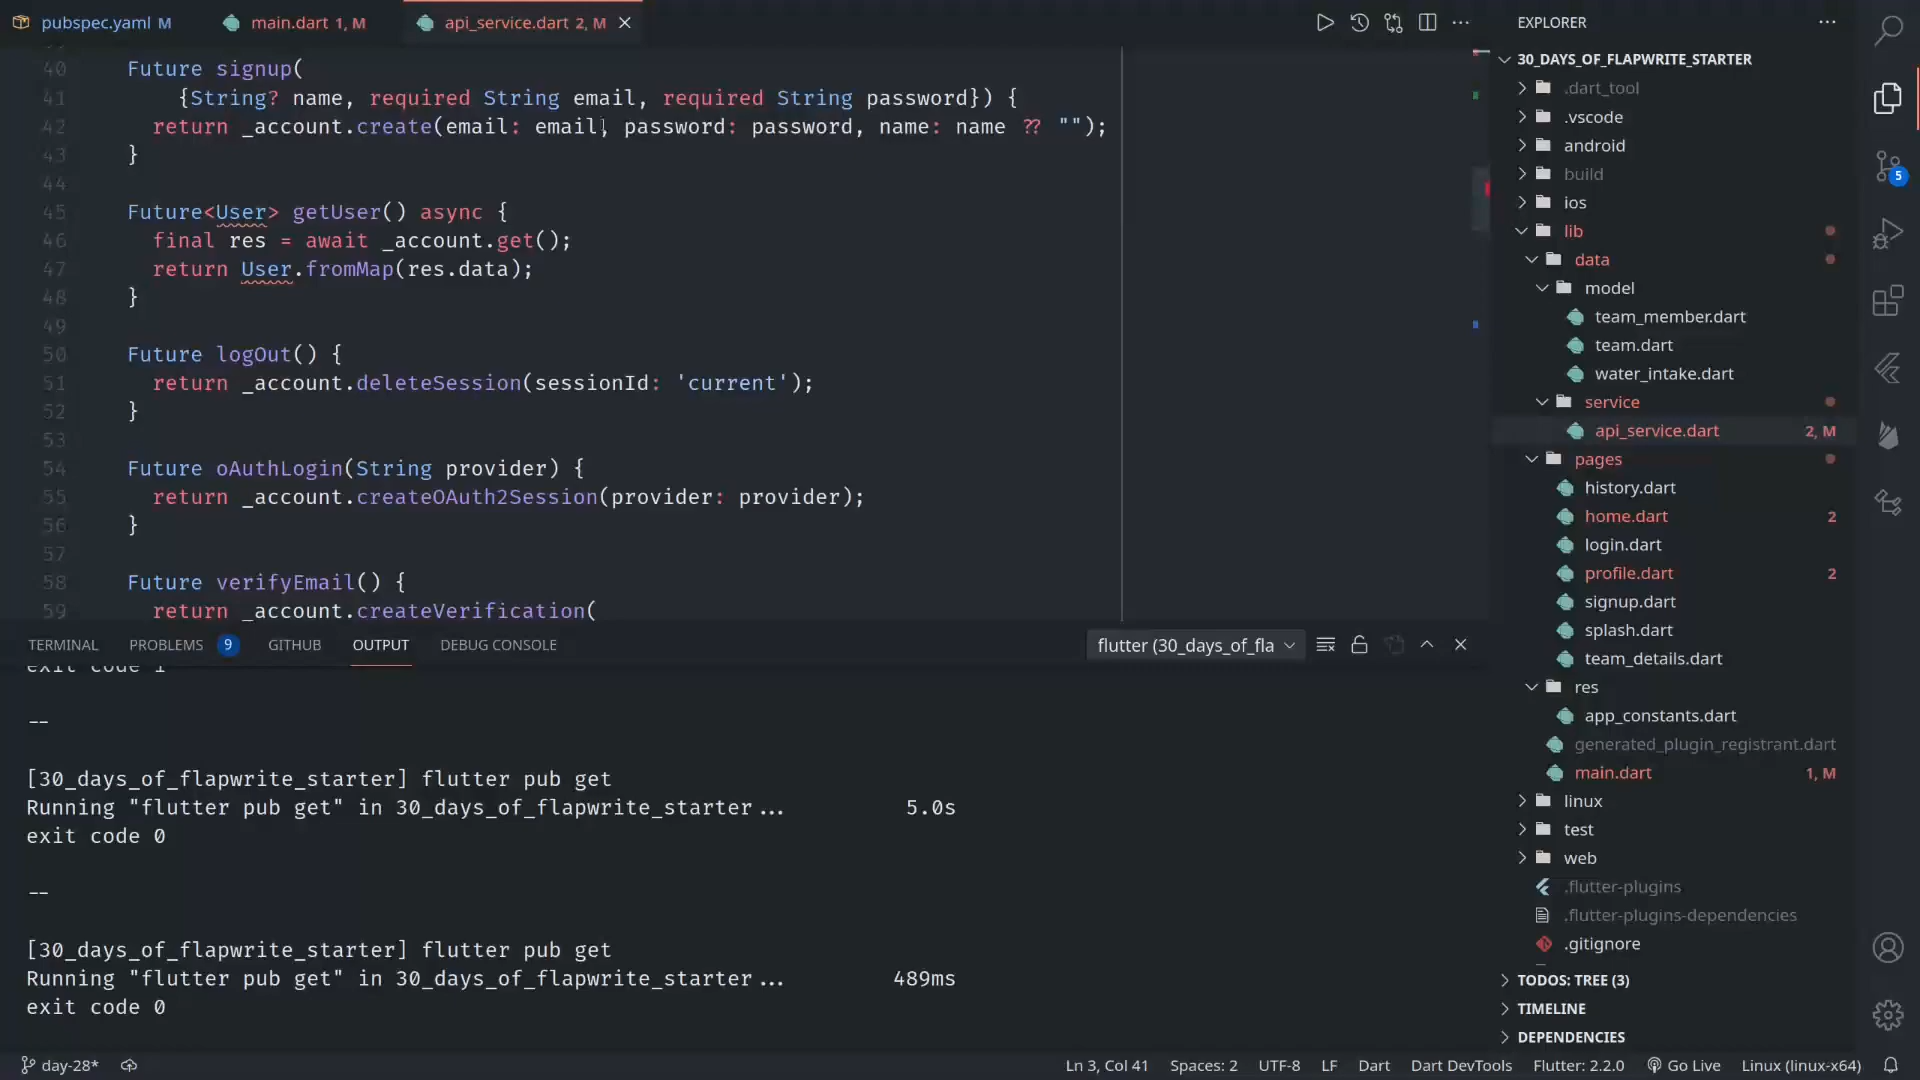 pubspec.yaml M
main.dart 1, M
api_service.dart 2, M
40 Future signup(
41 {String? name, required String email, required String password}) {
42 return _account.create(email: email, password: password, name: name ?? "");
43 }
44
45 Future<User> getUser() async {
46 final res = await _account.get();
47 return User.fromMap(res.data);
48 }
49
50 Future logOut() {
51 return _account.deleteSession(sessionId: 'current');
52 }
53
54 Future oAuthLogin(String provider) {
55 return _account.createOAuth2Session(provider: provider);
56 }
57
58 Future verifyEmail() {
59 return _account.createVerification(
TERMINAL PROBLEMS 9 GITHUB OUTPUT DEBUG CONSOLE
flutter (30_days_of_fla
exit code 1
--
[30_days_of_flapwrite_starter] flutter pub get
Running "flutter pub get" in 30_days_of_flapwrite_starter... 5.0s
exit code 0
--
[30_days_of_flapwrite_starter] flutter pub get
Running "flutter pub get" in 30_days_of_flapwrite_starter... 489ms
exit code 0
EXPLORER
30_DAYS_OF_FLAPWRITE_STARTER
.dart_tool
.vscode
android
build
ios
lib
data
model
team_member.dart
team.dart
water_intake.dart
service
api_service.dart 2, M
pages
history.dart
home.dart 2
login.dart
profile.dart 2
signup.dart
splash.dart
team_details.dart
res
app_constants.dart
generated_plugin_registrant.dart
main.dart 1, M
linux
test
web
.flutter-plugins
.flutter-plugins-dependencies
.gitignore
TODOS: TREE (3)
TIMELINE
DEPENDENCIES
5
day-28*
Ln 3, Col 41 Spaces: 2 UTF-8 LF Dart Dart DevTools Flutter: 2.2.0 Go Live Linux (linux-x64)